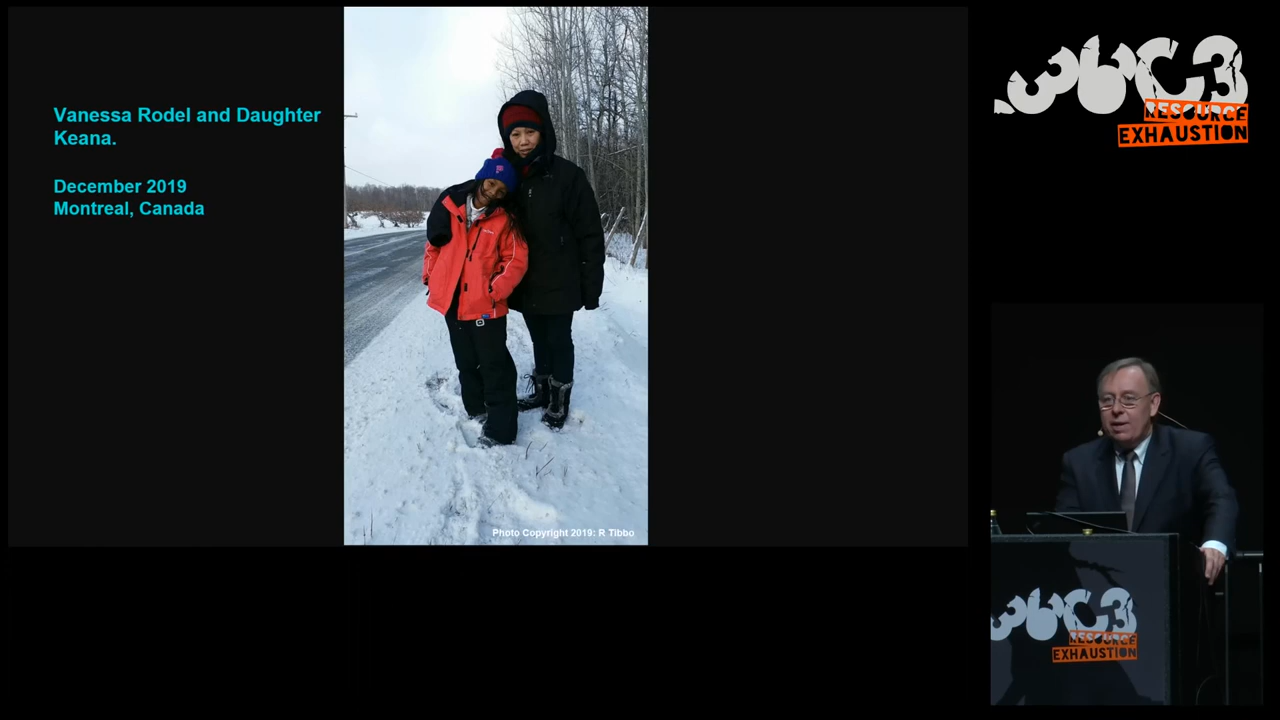 Vanessa Rodel and Daughter
Keana.
December 2019
Montreal, Canada
Photo Copyright 2019: R Tibbo
36C3
RESOURCE
EXHAUSTION
36C3
RESOURCE
EXHAUSTION